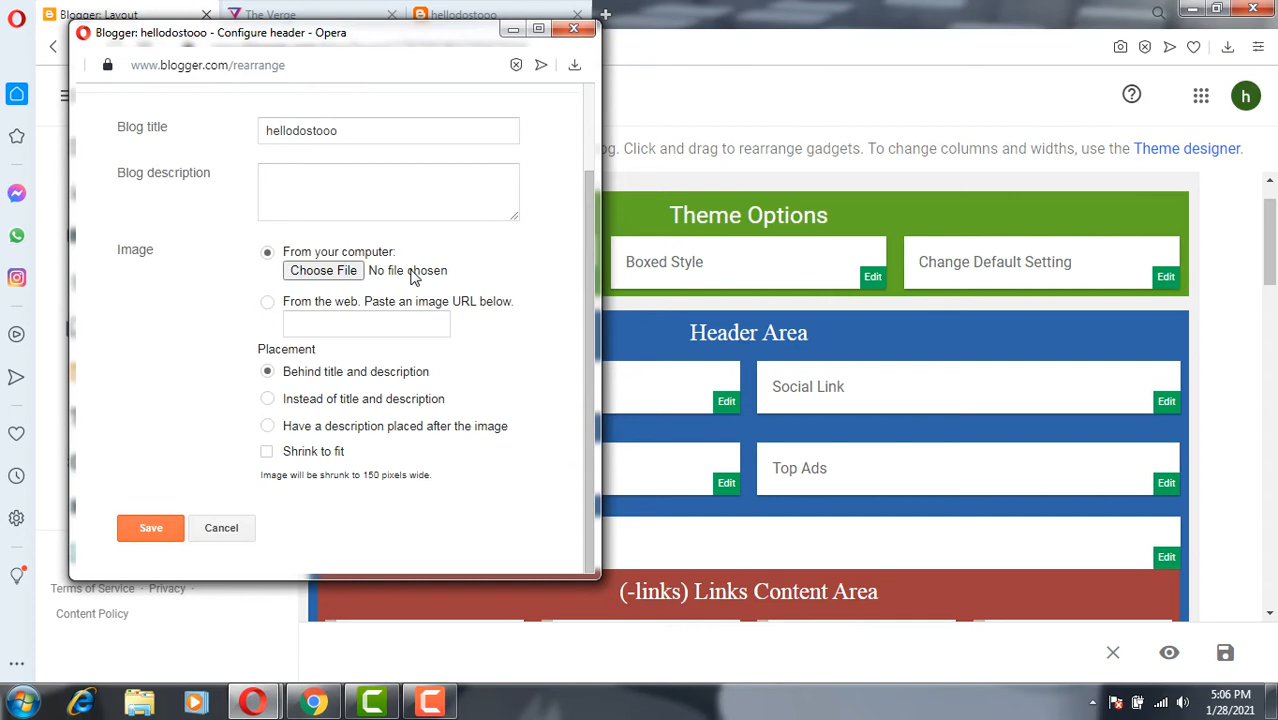 Blogger: Layout
The Verge
hellodostooo
Blogger: hellodostooo - Configure header - Opera
www.blogger.com/rearrange
h
Blog title
hellodostooo
Blog description
Image
From your computer:
Choose File No file chosen
From the web. Paste an image URL below.
Placement
Behind title and description
Instead of title and description
Have a description placed after the image
Shrink to fit
Image will be shrunk to 150 pixels wide.
Save Cancel
og. Click and drag to rearrange gadgets. To change columns and widths, use the Theme designer.
Theme Options
Boxed Style
Edit
Change Default Setting
Edit
Header Area
Edit
Social Link
Edit
Edit
Top Ads
Edit
Edit
(-links) Links Content Area
Terms of Service · Privacy ·
Content Policy
5:06 PM
1/28/2021